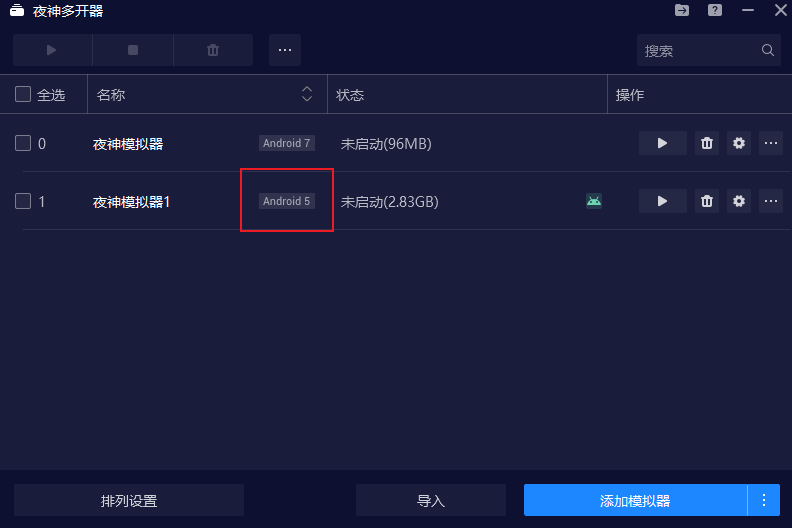 夜神多开器
搜索
全选 名称 状态 操作
0 夜神模拟器 Android 7 未启动(96MB)
1 夜神模拟器1 Android 5 未启动(2.83GB)
排列设置 导入 添加模拟器